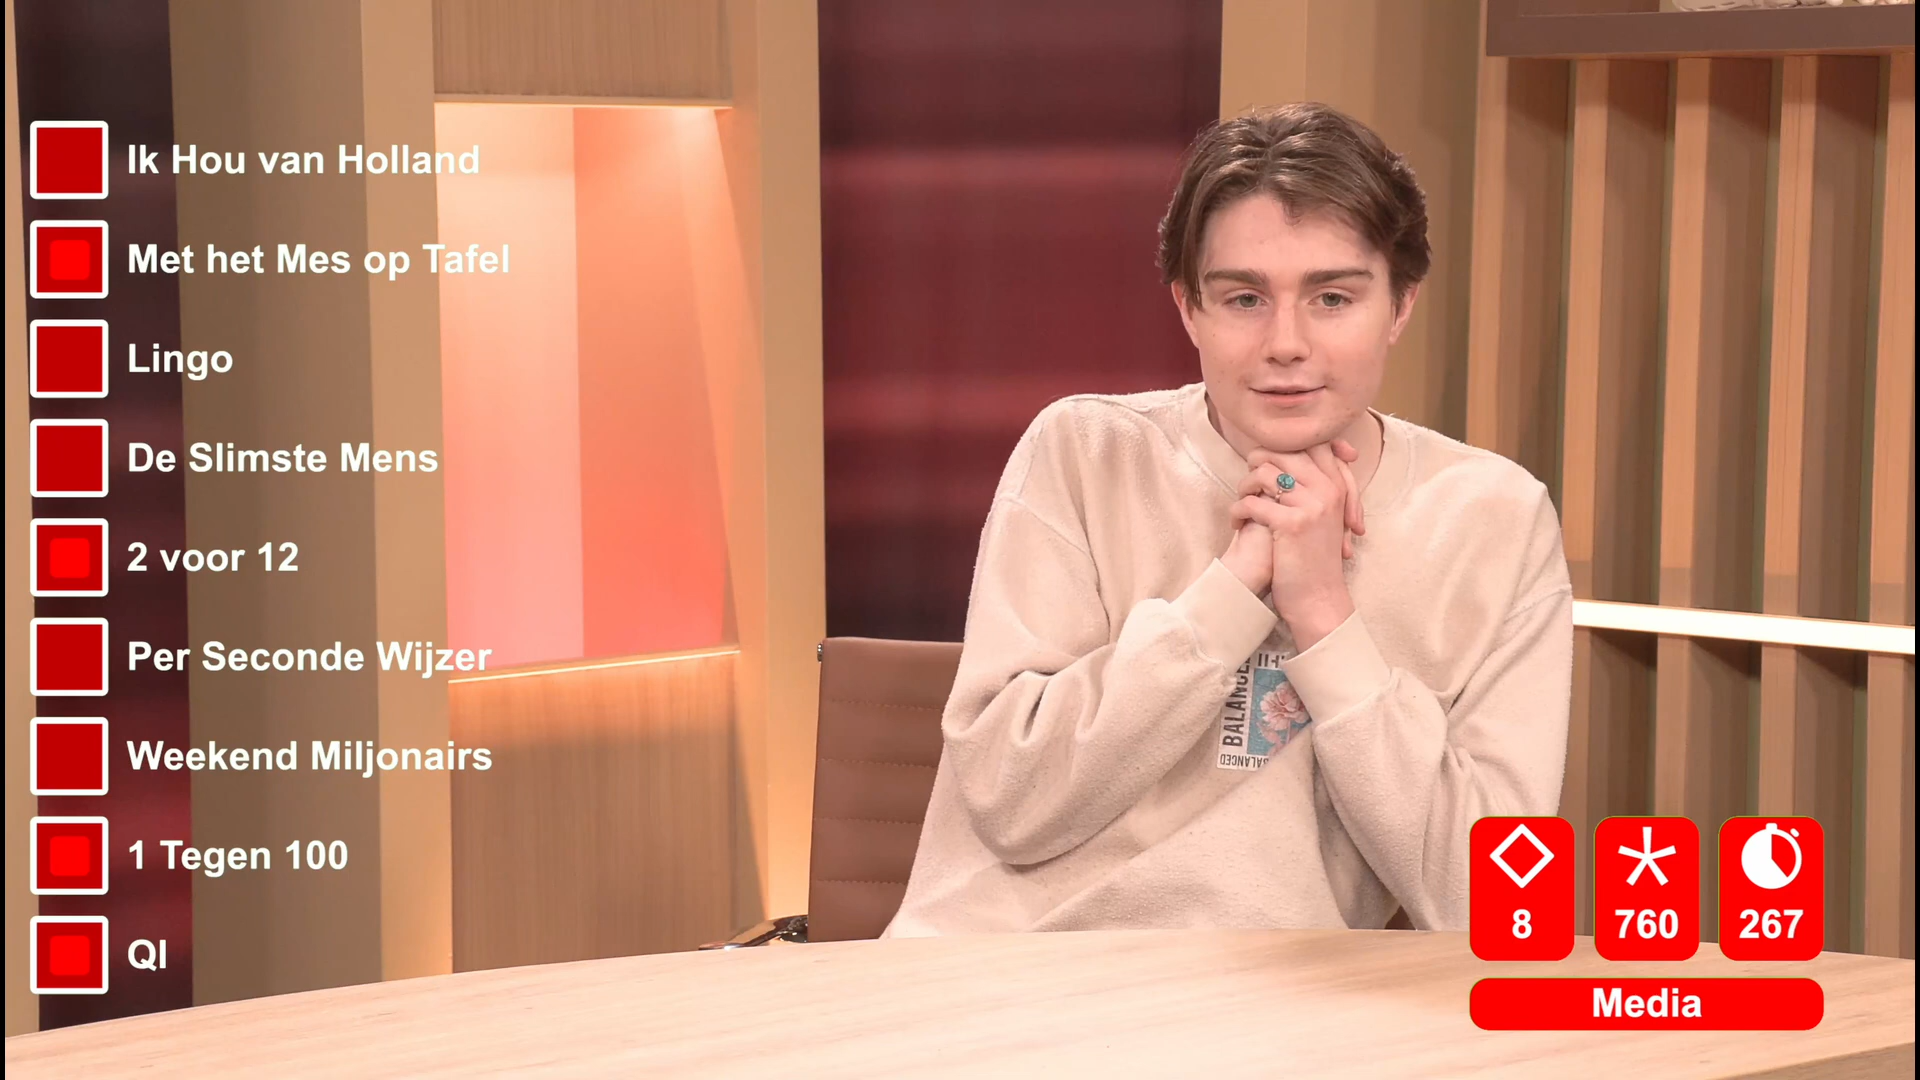 Ik Hou van Holland
Met het Mes op Tafel
Lingo
De Slimste Mens
2 voor 12
Per Seconde Wijzer
Weekend Miljonairs
1 Tegen 100
QI
BALANCED
8
760
267
Media